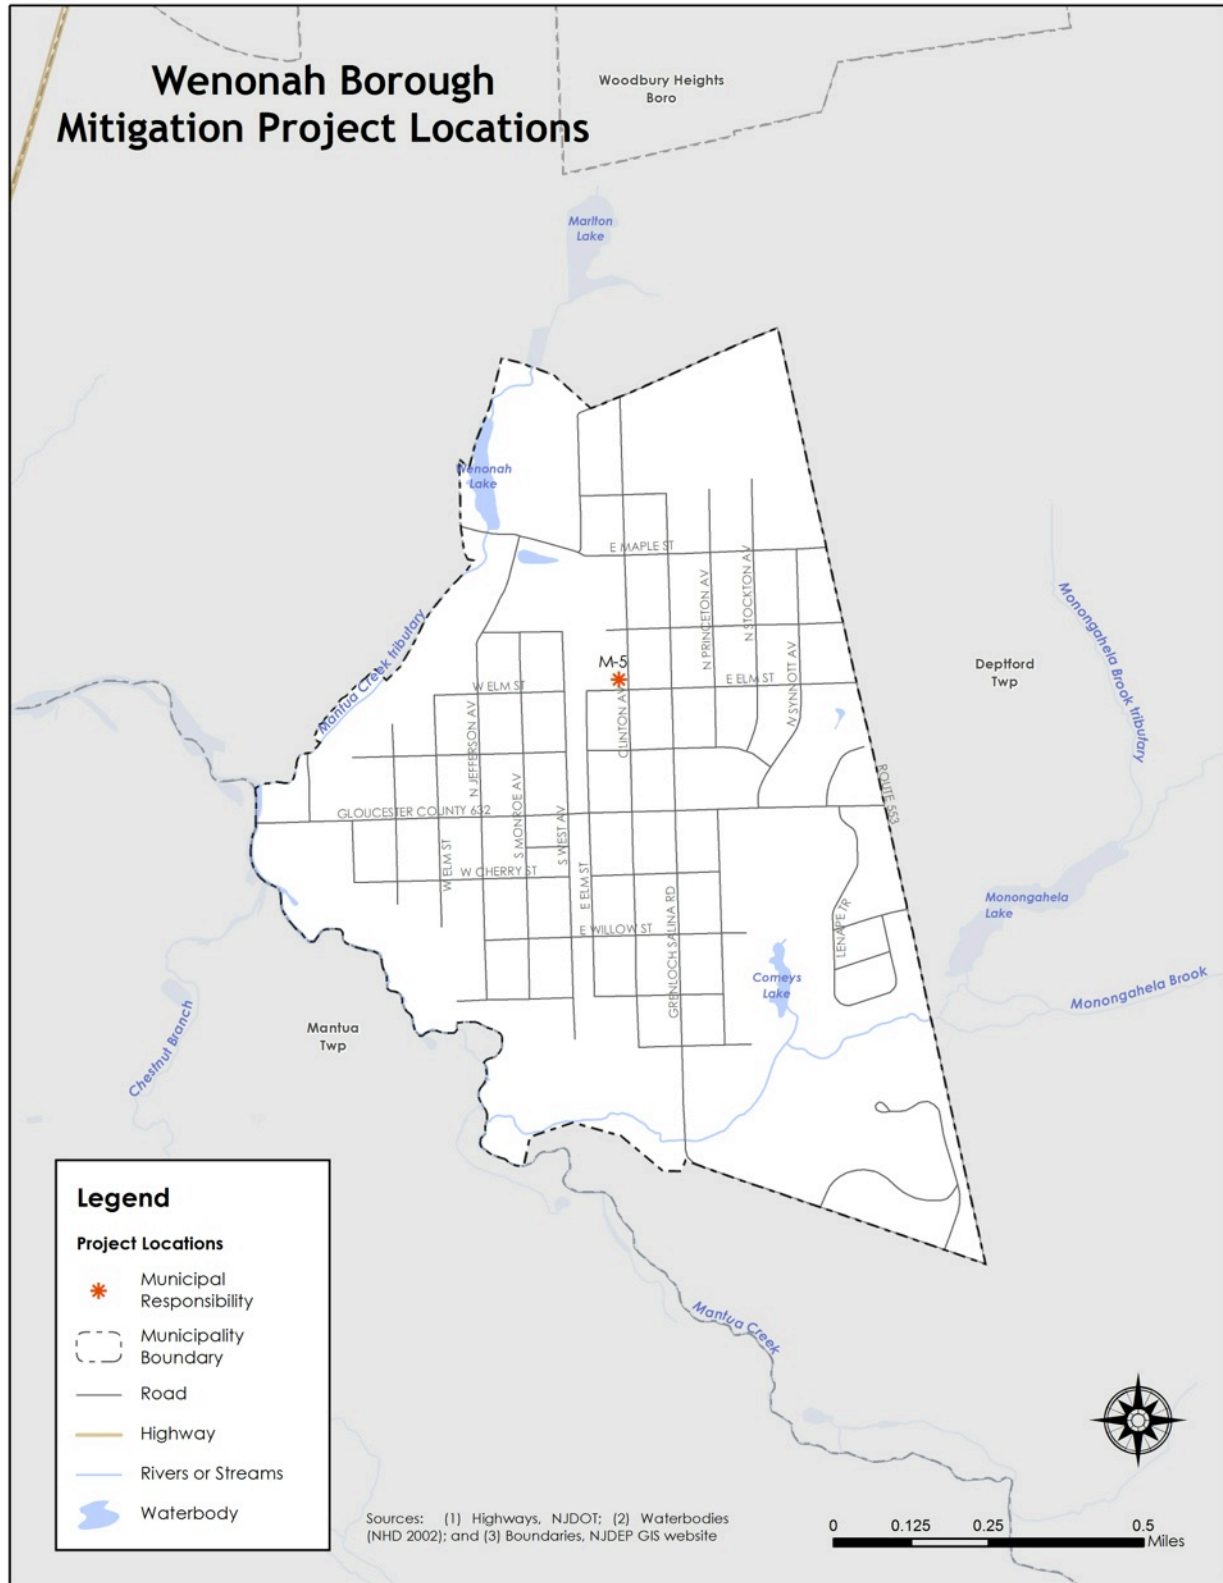 Wenonah Borough
Mitigation Project Locations
Woodbury Heights
Boro
Marlton
Lake
Wenonah
Lake
E MAPLE ST
N PRINCETON AV
N STOCKTON AV
Monongahela Brook tributary
Mantua Creek tributary
M-5
Deptford
Twp
W ELM ST
E ELM ST
N SYNNOTT AV
CLINTON AV
N JEFFERSON AV
ROUTE 553
GLOUCESTER COUNTY 632
S MONROE AV
S WEST AV
W ELM ST
W CHERRY ST
E ELM ST
GRENLOCH SALINA RD
LENAPE TR
Monongahela
Lake
E WILLOW ST
Comeys
Lake
Monongahela Brook
Mantua
Twp
Chestnut Branch
Mantua Creek
Legend
Project Locations
Municipal
Responsibility
Municipality
Boundary
Road
Highway
Rivers or Streams
Waterbody
Sources: (1) Highways, NJDOT; (2) Waterbodies
(NHD 2002); and (3) Boundaries, NJDEP GIS website
0 0.125 0.25 0.5
Miles